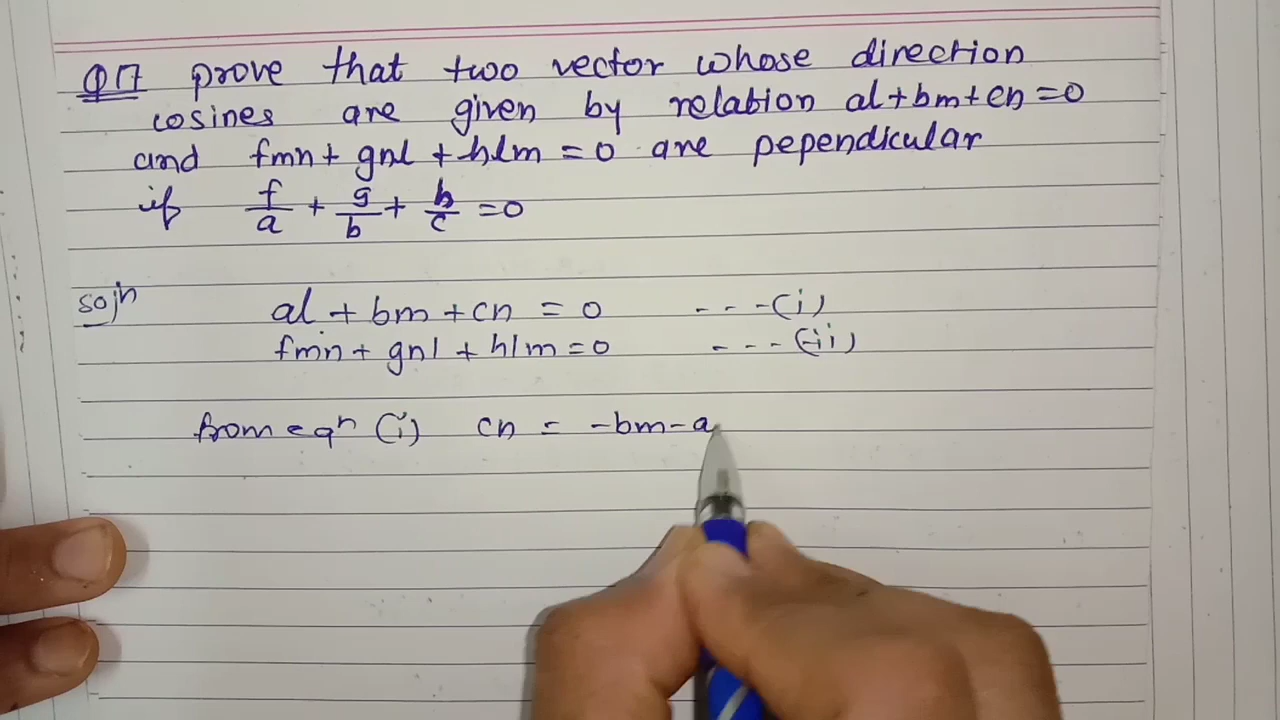 Q17 prove that two vector whose direction
cosines are given by relation al+bm+cn=0
and fmn+ gnl +hlm =0 are pependicular
if f/a + g/b + h/c =0
soln al + bm +cn = 0 - - -(i)
fmn+ gnl + hlm=0 - - -(ii)
from eqn (i) cn = -bm-a